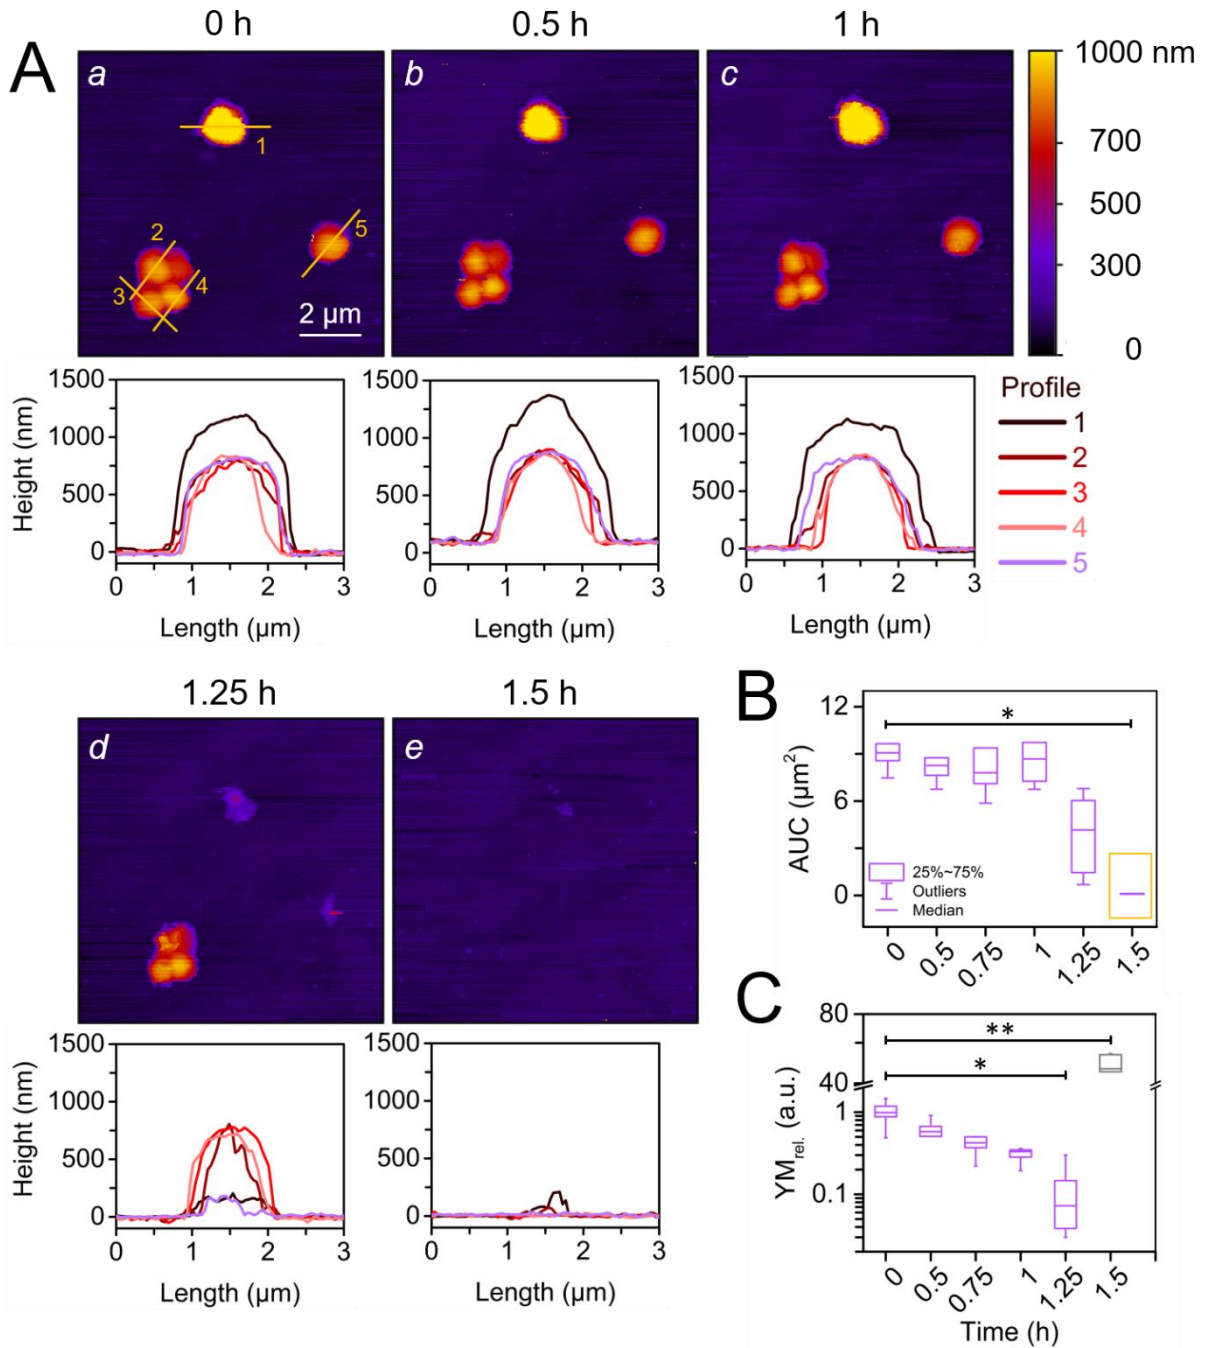 A
0 h
0.5 h
1 h
a
b
c
1
2
3
4
5
2 µm
1000 nm
700
500
300
0
Height (nm)
1500
1000
500
0
0 1 2 3
Length (µm)
1500
1000
500
0
0 1 2 3
Length (µm)
1500
1000
500
0
0 1 2 3
Length (µm)
Profile
1
2
3
4
5
1.25 h
1.5 h
d
e
Height (nm)
1500
1000
500
0
0 1 2 3
Length (µm)
1500
1000
500
0
0 1 2 3
Length (µm)
B
AUC (µm²)
12
6
0
*
25%~75%
Outliers
Median
0 0.5 0.75 1 1.25 1.5
C
YM rel. (a.u.)
80
40
1
0.1
**
*
0 0.5 0.75 1 1.25 1.5
Time (h)